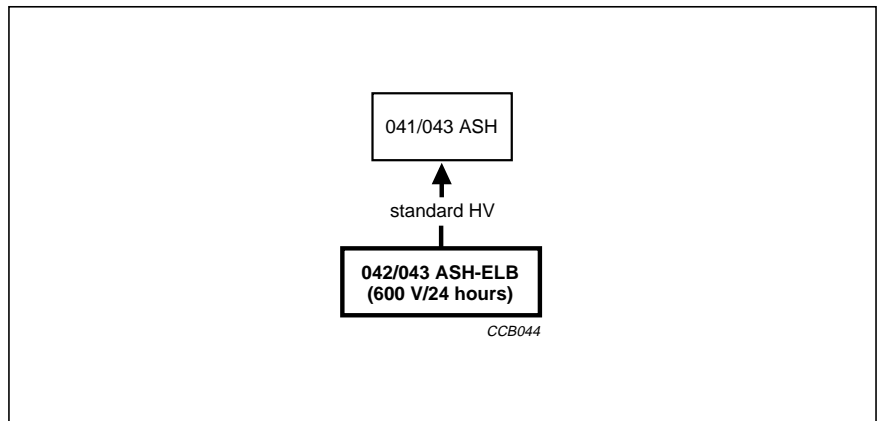 041/043 ASH
standard HV
042/043 ASH-ELB
(600 V/24 hours)
CCB044